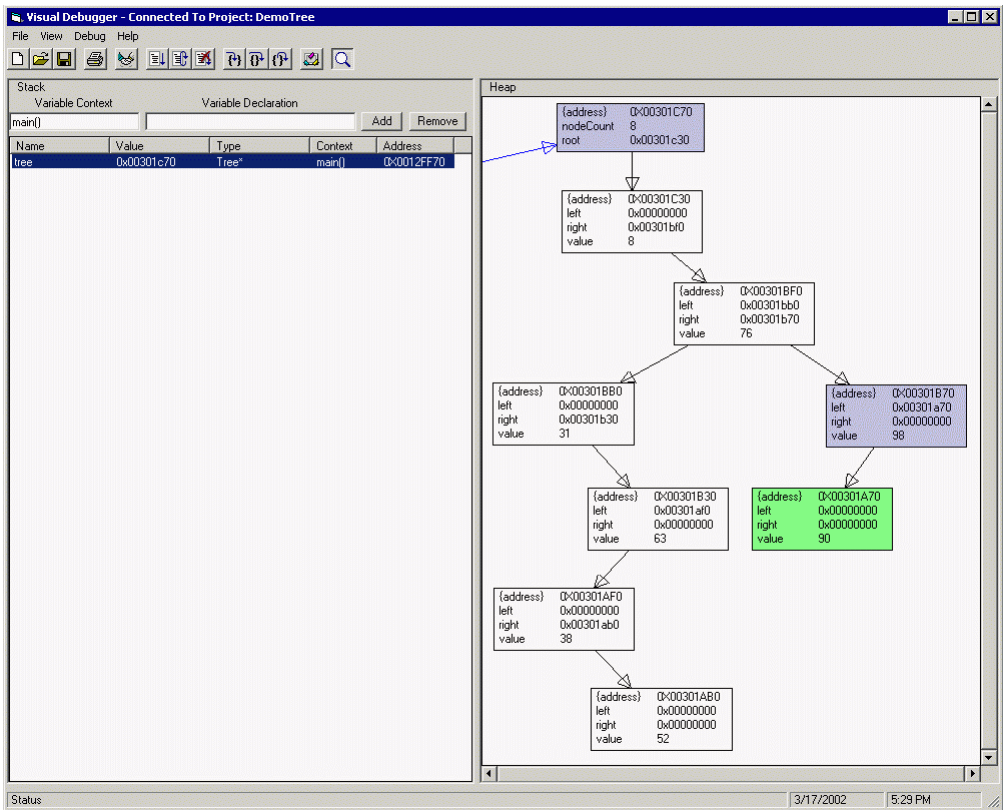 Visual Debugger - Connected To Project: DemoTree
File View Debug Help
Stack
Variable Context Variable Declaration
main()
Add Remove
Name Value Type Context Address
tree 0x00301c70 Tree* main() 0X0012FF70
Heap
{address} 0X00301C70
nodeCount 8
root 0x00301c30
{address} 0X00301C30
left 0x00000000
right 0x00301bf0
value 8
{address} 0X00301BF0
left 0x00301bb0
right 0x00301b70
value 76
{address} 0X00301BB0
left 0x00000000
right 0x00301b30
value 31
{address} 0X00301B70
left 0x00301a70
right 0x00000000
value 98
{address} 0X00301B30
left 0x00301af0
right 0x00000000
value 63
{address} 0X00301A70
left 0x00000000
right 0x00000000
value 90
{address} 0X00301AF0
left 0x00000000
right 0x00301ab0
value 38
{address} 0X00301AB0
left 0x00000000
right 0x00000000
value 52
Status 3/17/2002 5:29 PM